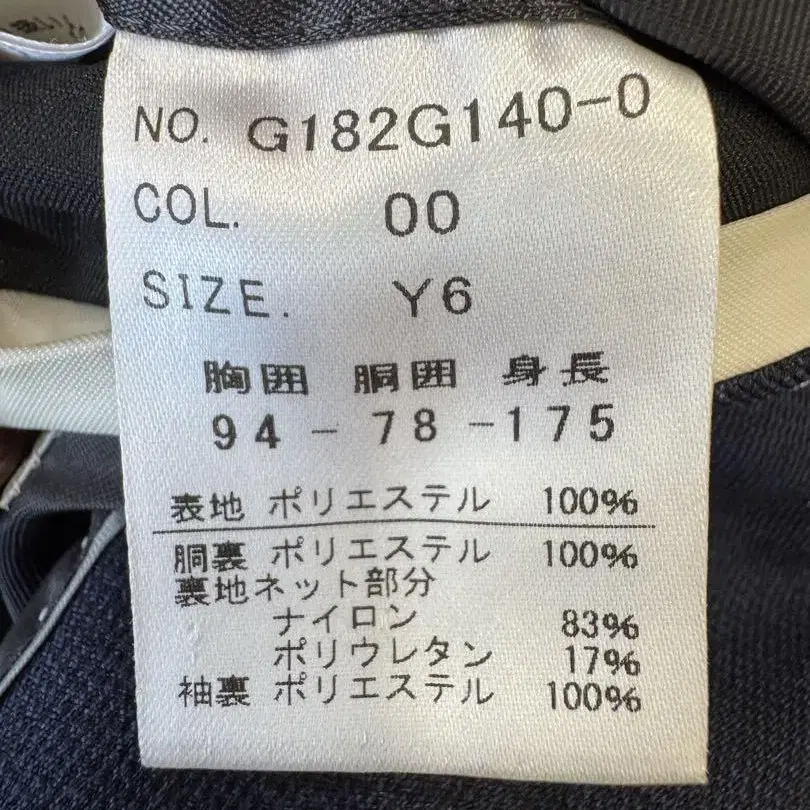 NO. G182G140-0
COL. 00
SIZE. Y6
胸囲 胴囲 身長
94-78-175
表地 ポリエステル 100%
胴裏 ポリエステル 100%
裏地ネット部分
ナイロン 83%
ポリウレタン 17%
袖裏 ポリエステル 100%